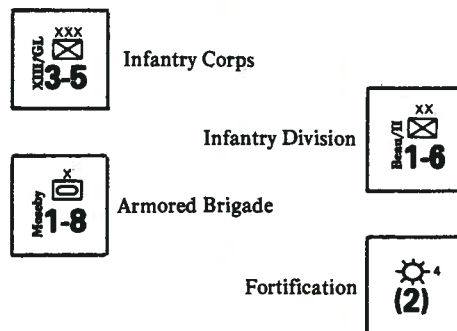 XXX
XIII/GL
3-5
Infantry Corps
XX
Beau/II
1-6
Infantry Division
X
Moseby
1-8
Armored Brigade
Fortification
4
(2)